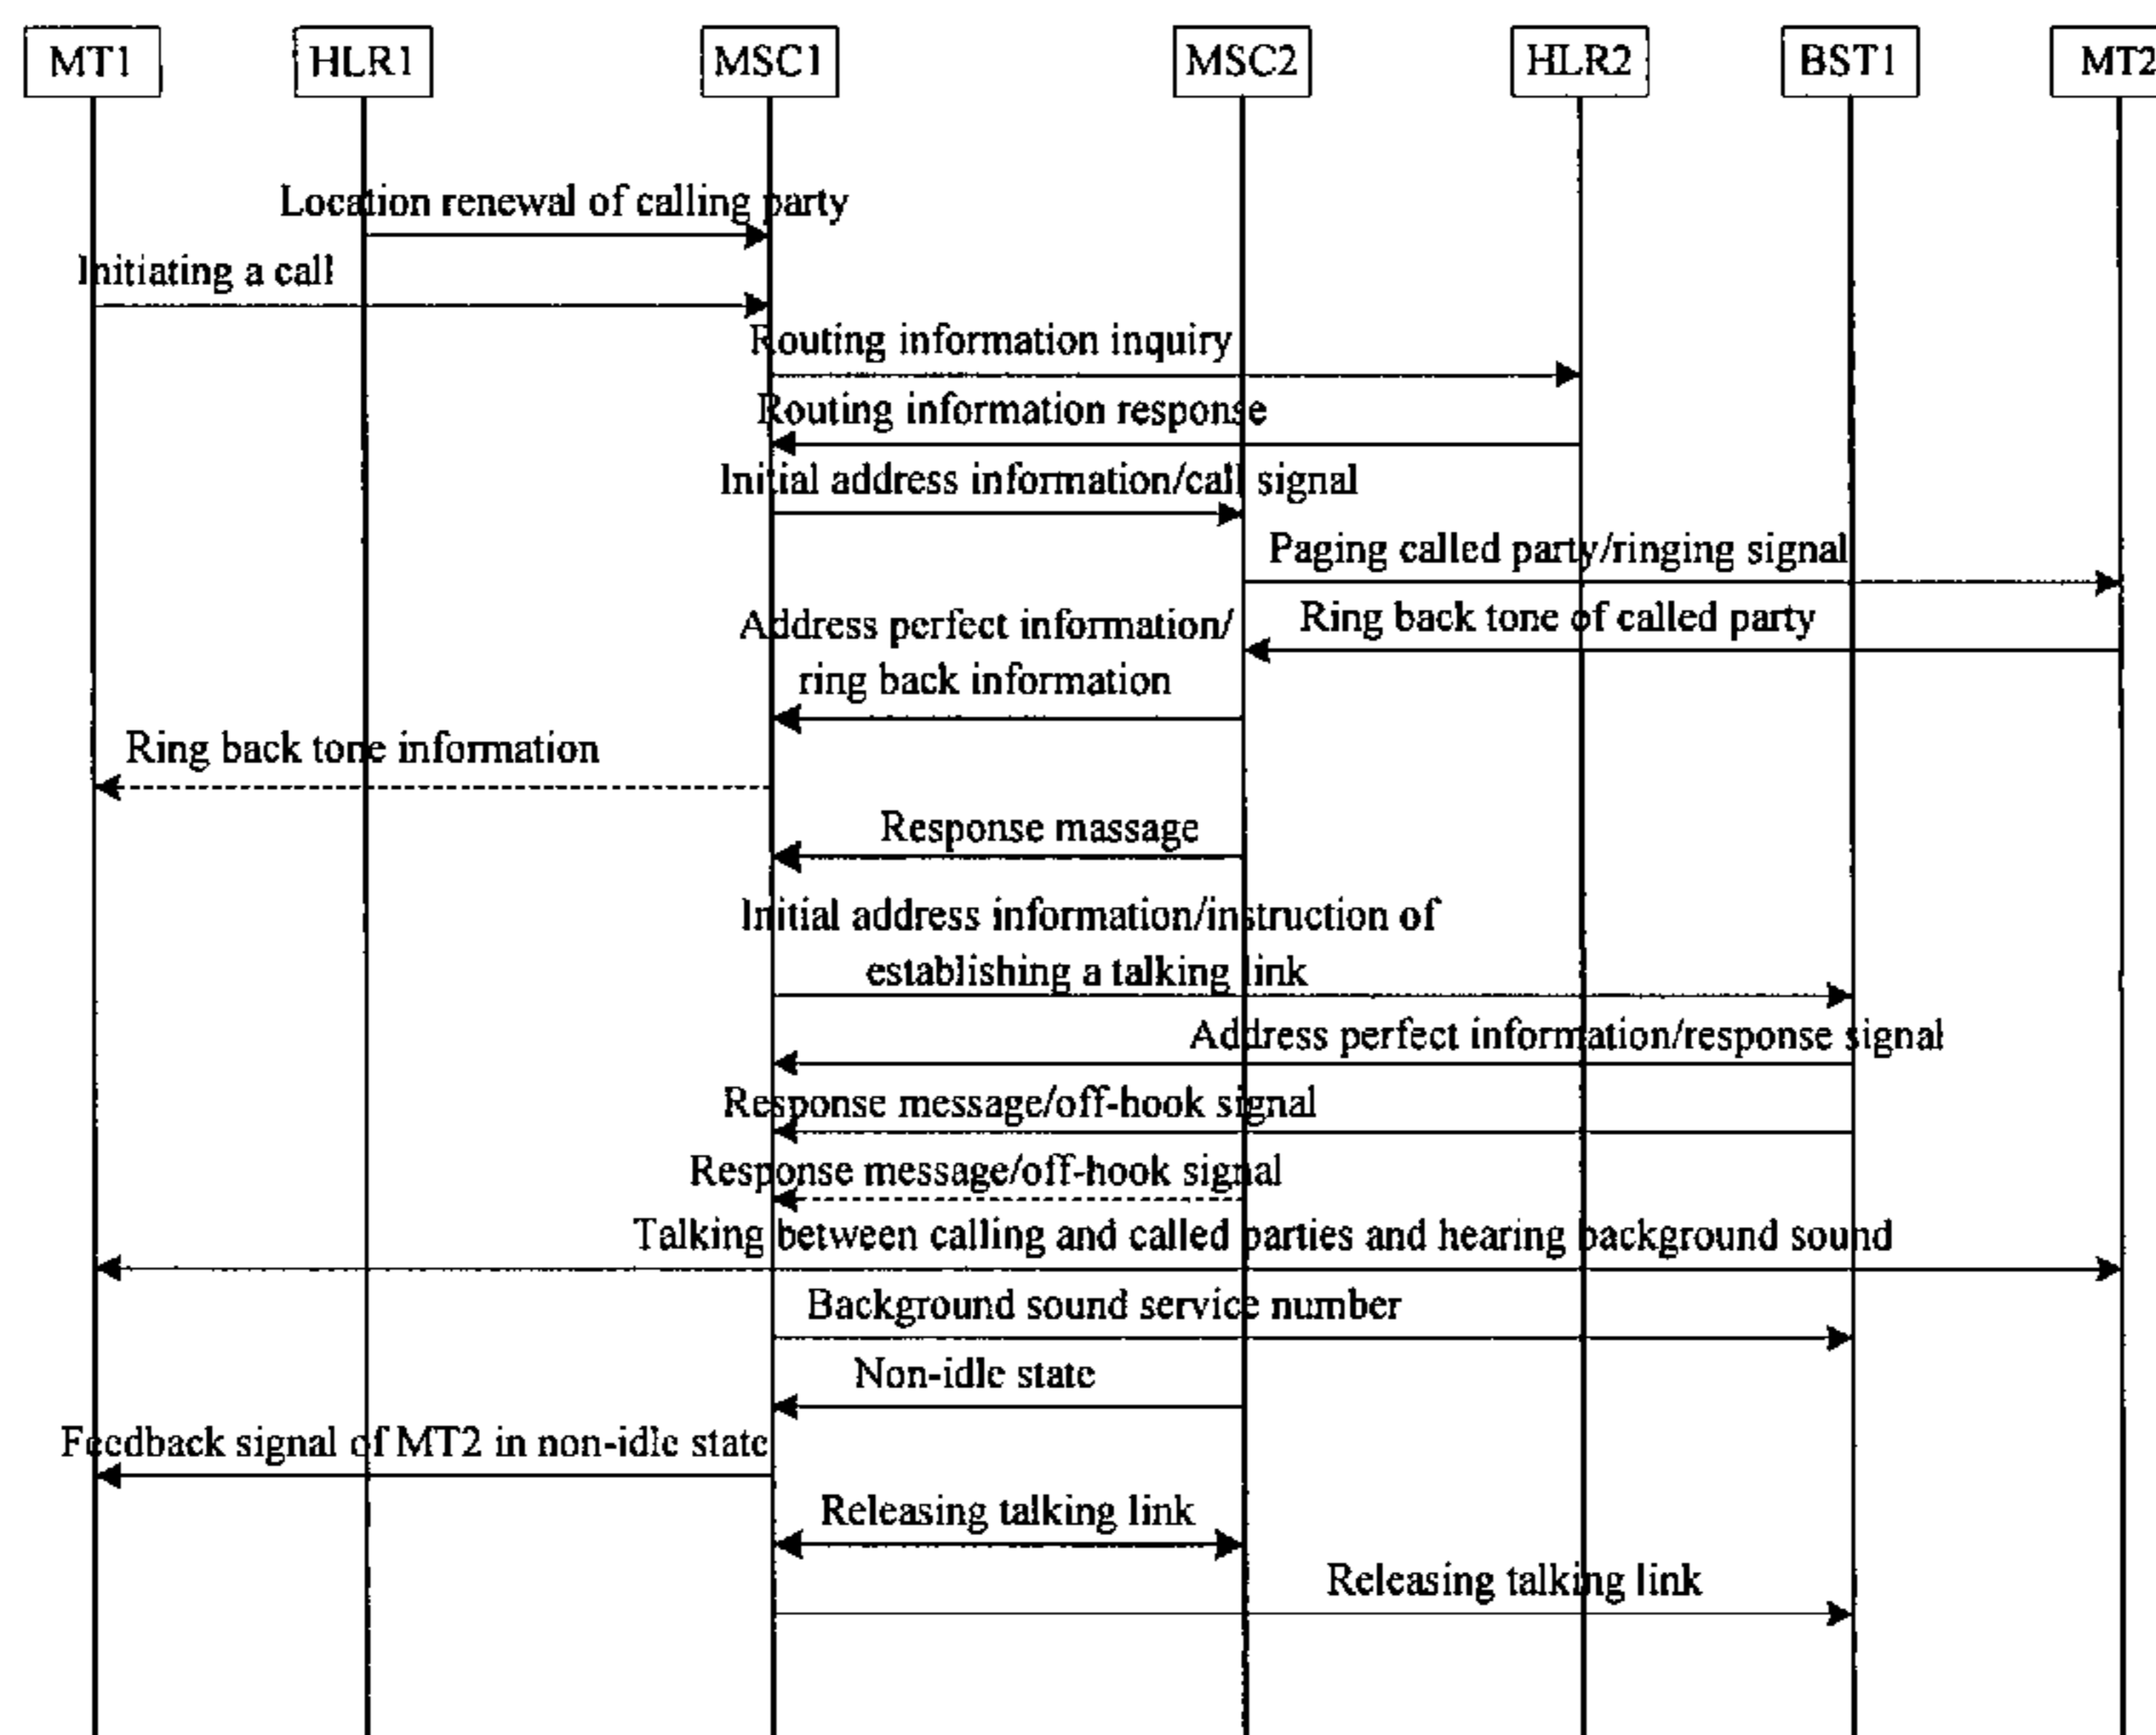 MT1 HLR1 MSC1 MSC2 HLR2 BST1 MT2
Location renewal of calling party
Initiating a call
Routing information inquiry
Routing information response
Initial address information/call signal
Paging called party/ringing signal
Ring back tone of called party
Address perfect information/
ring back information
Ring back tone information
Response massage
Initial address information/instruction of
establishing a talking link
Address perfect information/response signal
Response message/off-hook signal
Response message/off-hook signal
Talking between calling and called parties and hearing background sound
Background sound service number
Non-idle state
Feedback signal of MT2 in non-idle state
Releasing talking link
Releasing talking link